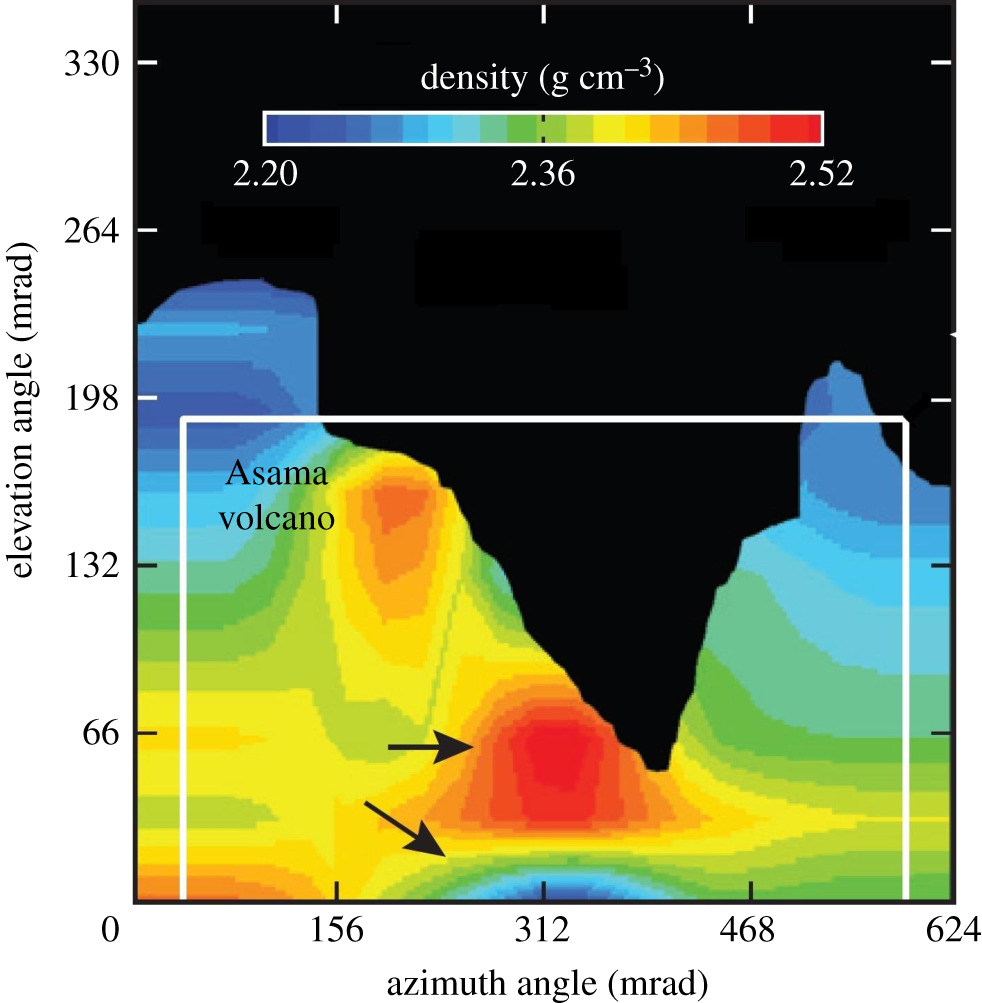 density (g cm⁻³)
2.20 2.36 2.52
330
264
198
132
66
0
elevation angle (mrad)
Asama
volcano
156 312 468 624
azimuth angle (mrad)